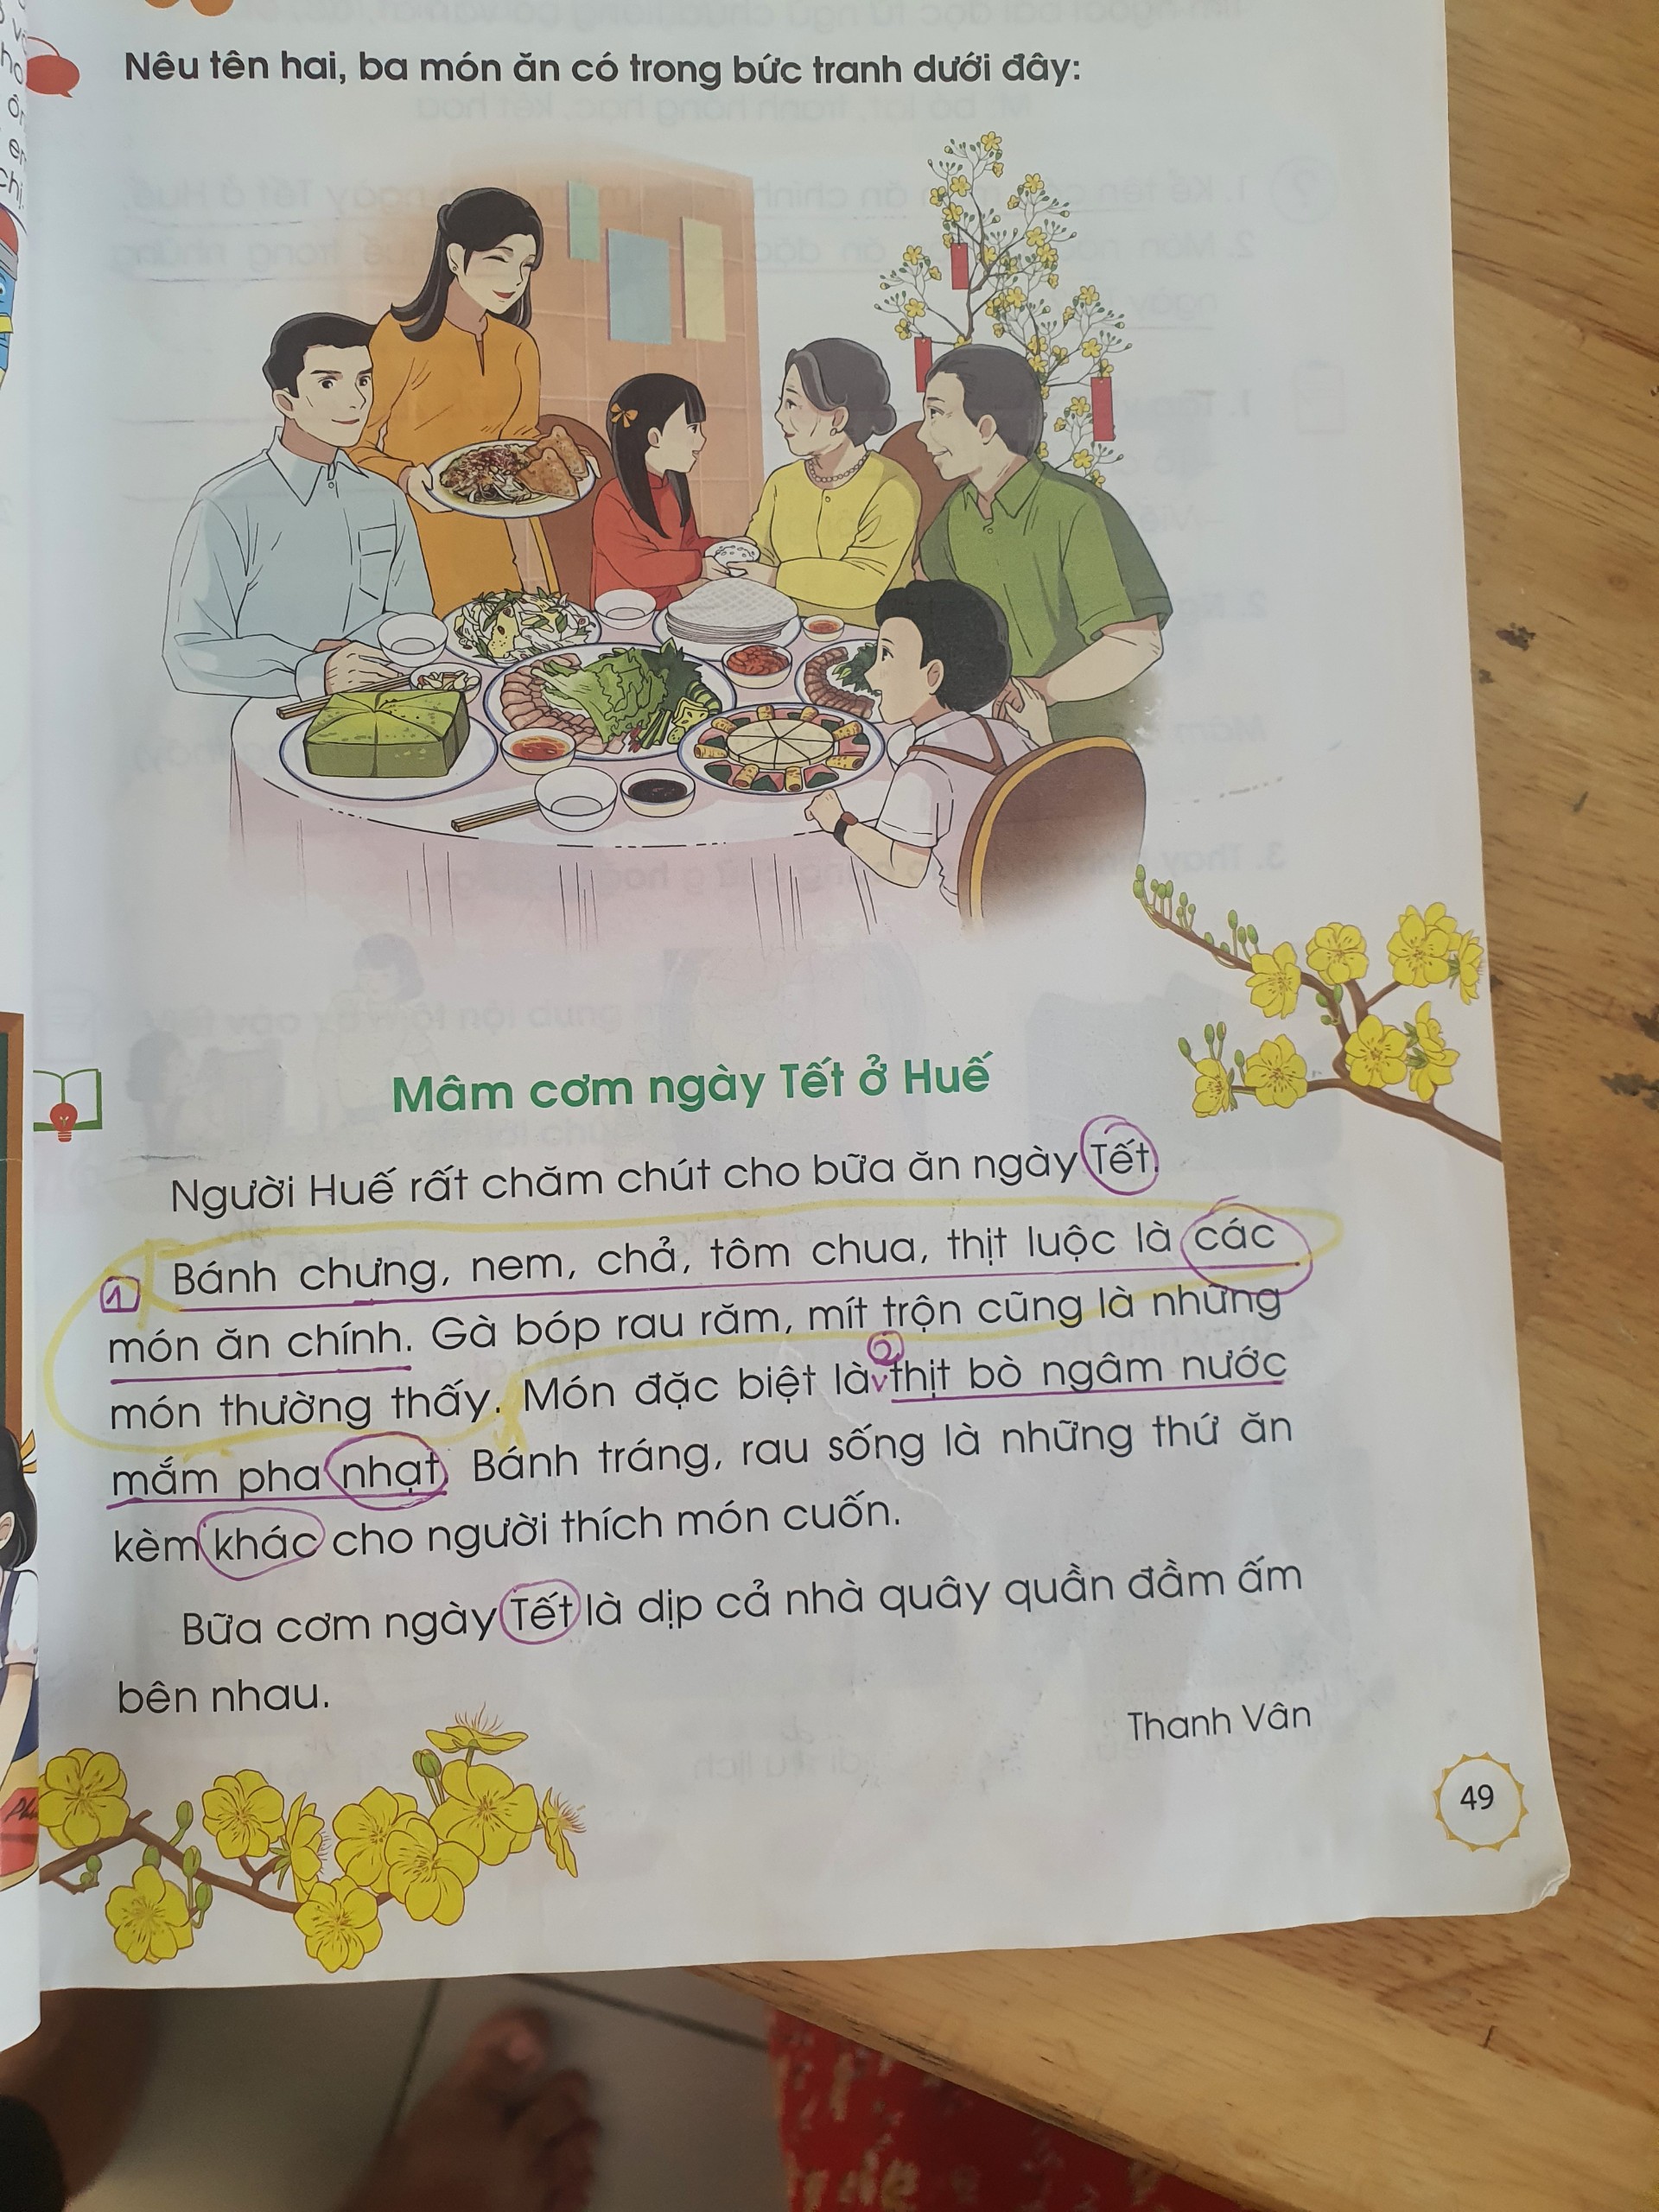 Nêu tên hai, ba món ăn có trong bức tranh dưới đây:
Mâm cơm ngày Tết ở Huế
Người Huế rất chăm chút cho bữa ăn ngày Tết.
1 Bánh chưng, nem, chả, tôm chua, thịt luộc là các
món ăn chính. Gà bóp rau răm, mít trộn cũng là những
2
món thường thấy. Món đặc biệt là thịt bò ngâm nước
mắm pha nhạt. Bánh tráng, rau sống là những thứ ăn
kèm khác cho người thích món cuốn.
Bữa cơm ngày Tết là dịp cả nhà quây quần đầm ấm
bên nhau.
Thanh Vân
49